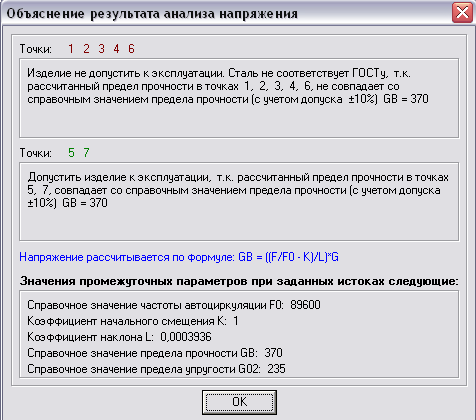 Объяснение результата анализа напряжения
Точки: 1 2 3 4 6
Изделие не допустить к эксплуатации. Сталь не соответствует ГОСТу, т.к.
рассчитанный предел прочности в точках 1, 2, 3, 4, 6, не совпадает со
справочным значением предела прочности (с учетом допуска ±10%) GB = 370
Точки: 5 7
Допустить изделие к эксплуатации, т.к. рассчитанный предел прочности в точках
5, 7, совпадает со справочным значением предела прочности (с учетом допуска
±10%) GB = 370
Напряжение рассчитывается по формуле: GB = ((F/F0 - K)/L)*G
Значения промежуточных параметров при заданных истоках следующие:
Справочное значение частоты автоциркуляции F0: 89600
Коэффициент начального смещения К: 1
Коэффициент наклона L: 0,0003936
Справочное значение предела прочности GB: 370
Справочное значение предела упругости G02: 235
OK